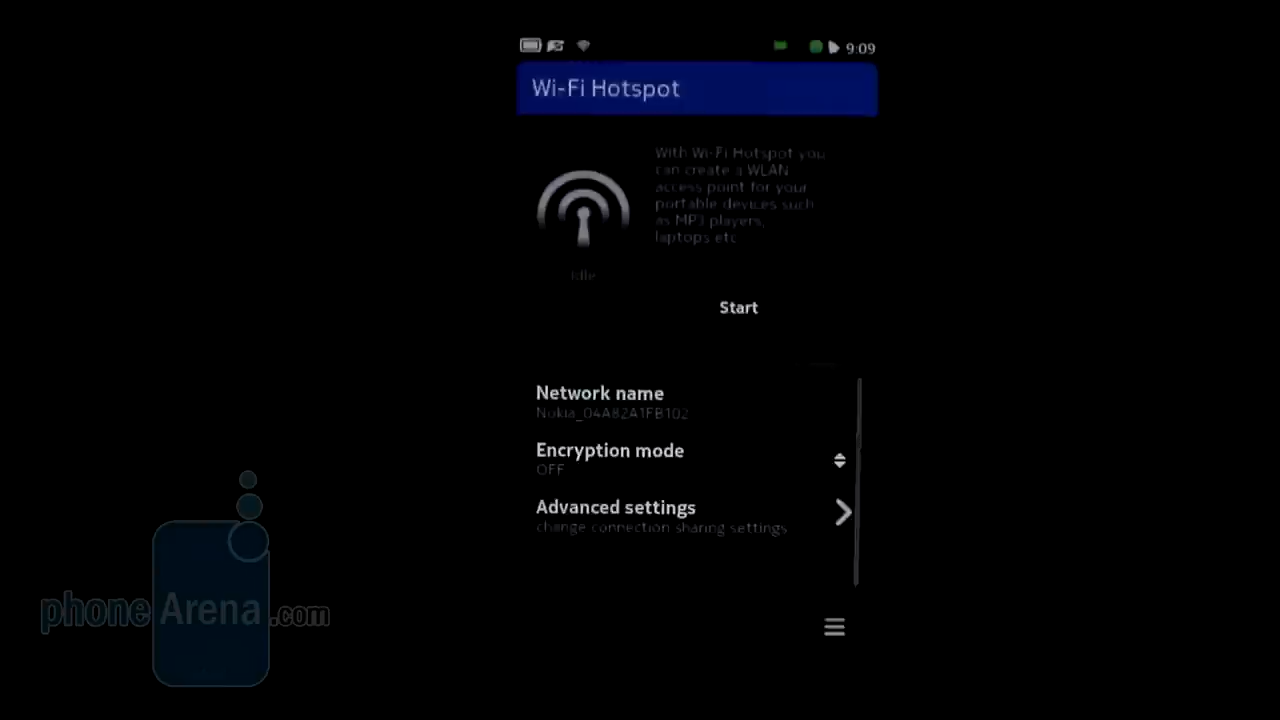 9:09
Wi-Fi Hotspot
With Wi-Fi Hotspot you
can create a WLAN
access point for your
portable devices such
as MP3 players,
laptops etc
Idle
Start
Network name
Nokia_04A82A1FB102
Encryption mode
OFF
Advanced settings
change connection sharing settings
phoneArena.com